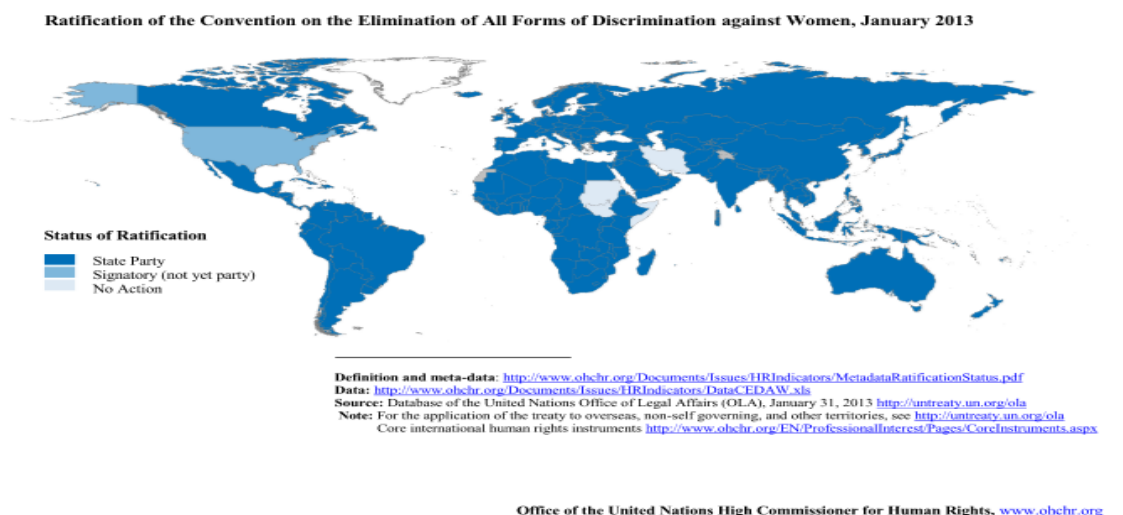 Ratification of the Convention on the Elimination of All Forms of Discrimination against Women, January 2013
Status of Ratification
State Party
Signatory (not yet party)
No Action
Definition and meta-data: http://www.ohchr.org/Documents/Issues/HRIndicators/MetadataRatificationStatus.pdf
Data: http://www.ohchr.org/Documents/Issues/HRIndicators/DataCEDAW.xls
Source: Database of the United Nations Office of Legal Affairs (OLA), January 31, 2013 http://untreaty.un.org/ola
Note: For the application of the treaty to overseas, non-self governing, and other territories, see http://untreaty.un.org/ola
Core international human rights instruments http://www.ohchr.org/EN/ProfessionalInterest/Pages/CoreInstruments.aspx
Office of the United Nations High Commissioner for Human Rights, www.ohchr.org